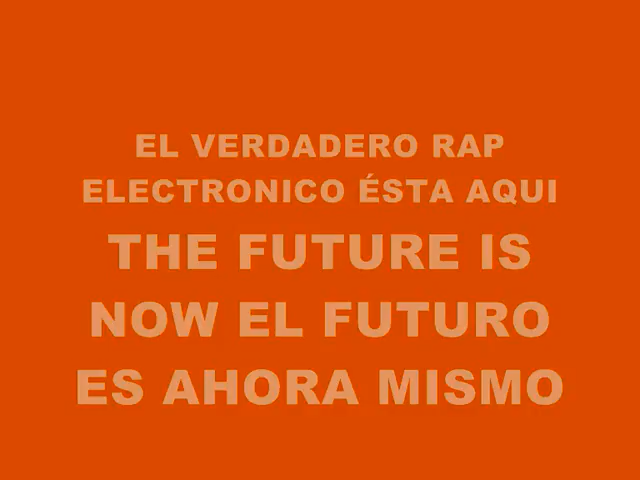 EL VERDADERO RAP
ELECTRONICO ÉSTA AQUI
THE FUTURE IS
NOW EL FUTURO
ES AHORA MISMO